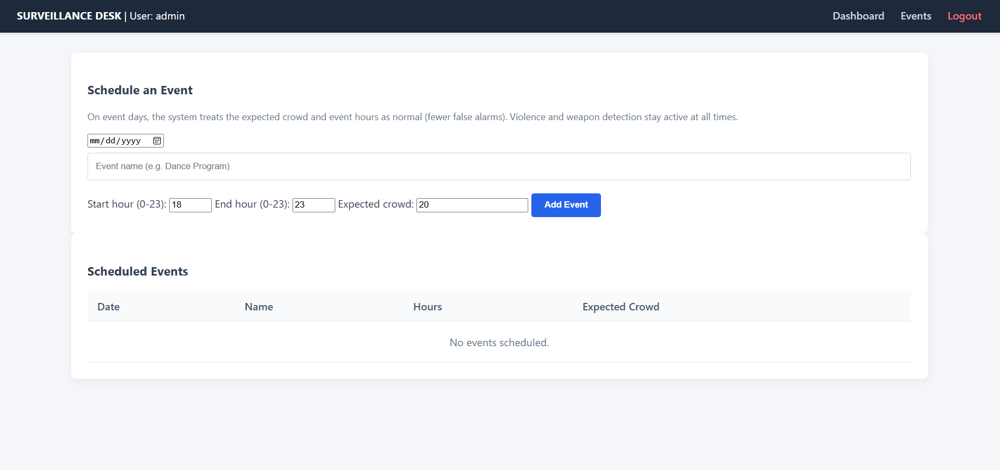 SURVEILLANCE DESK | User: admin
Dashboard Events Logout
Schedule an Event
On event days, the system treats the expected crowd and event hours as normal (fewer false alarms). Violence and weapon detection stay active at all times.
mm/dd/yyyy
Event name (e.g. Dance Program)
Start hour (0-23): 18 End hour (0-23): 23 Expected crowd: 20 Add Event
Scheduled Events
Date Name Hours Expected Crowd
No events scheduled.